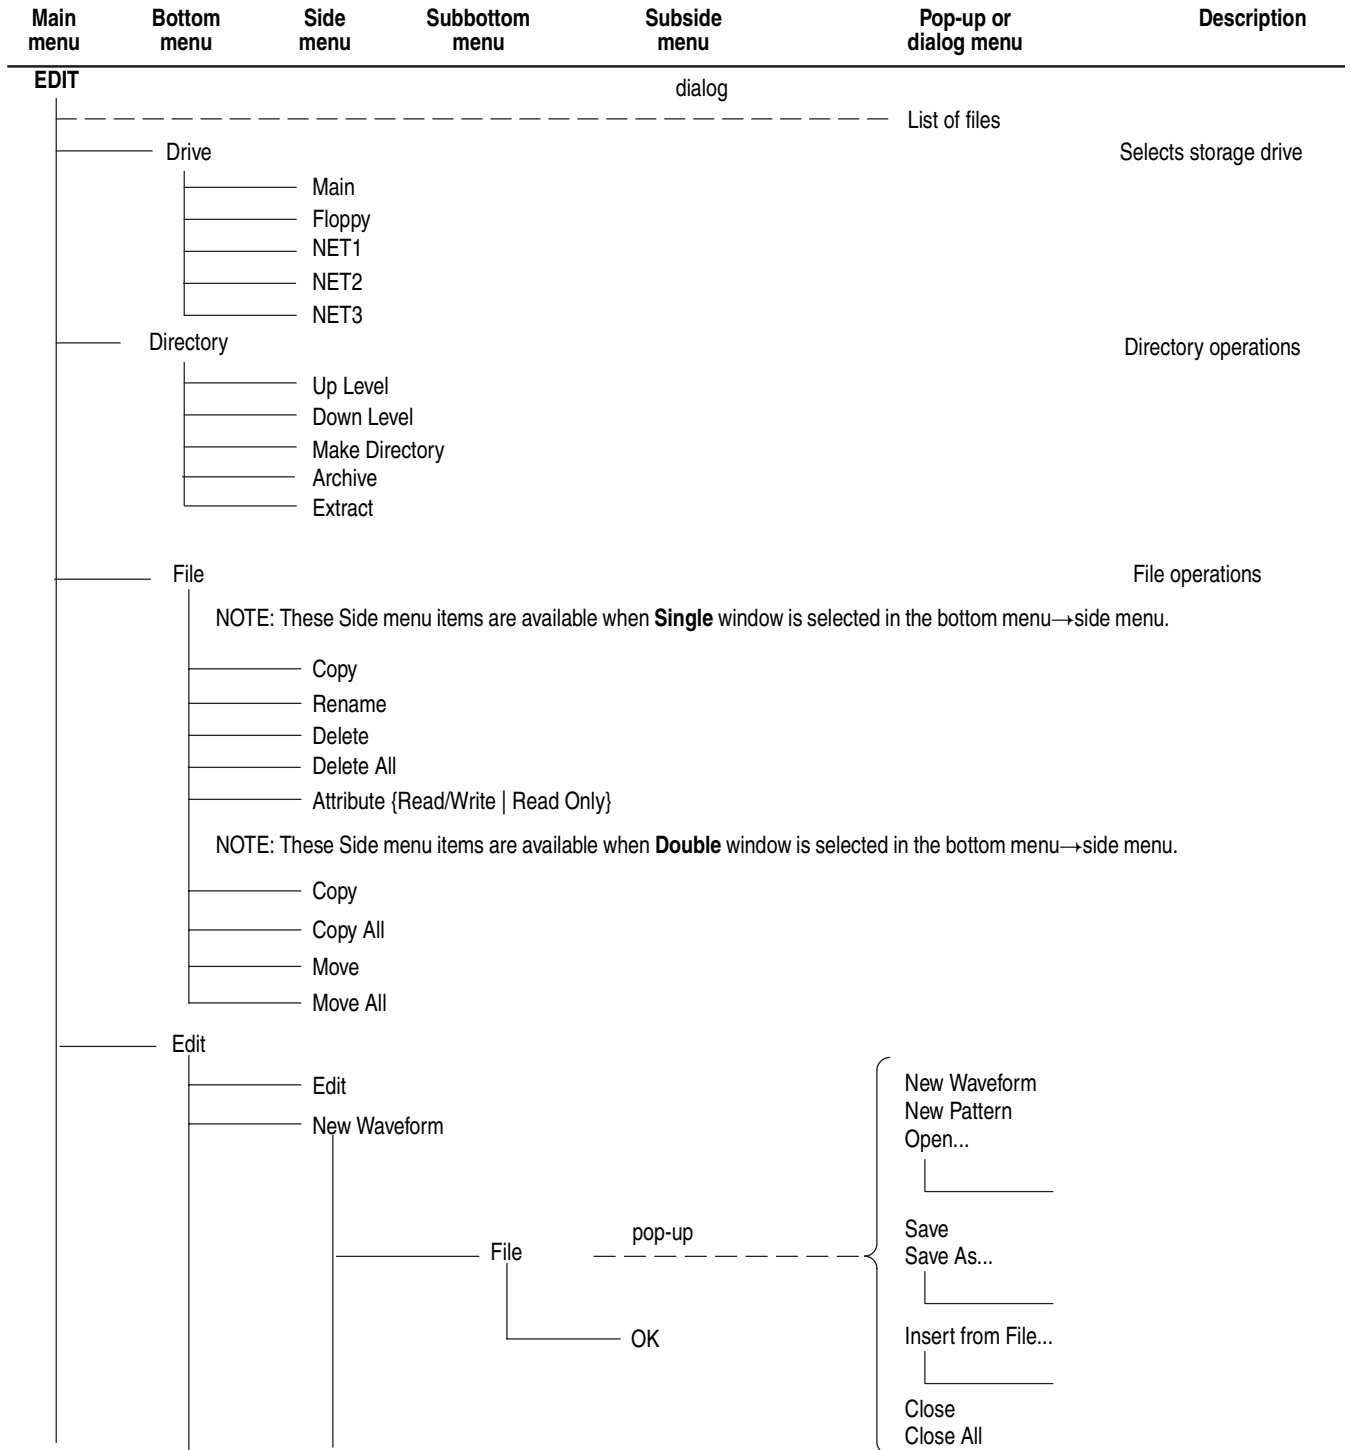 Main menu Bottom menu Side menu Subbottom menu Subside menu Pop-up or dialog menu Description
EDIT
dialog
List of files
Drive Selects storage drive
Main
Floppy
NET1
NET2
NET3
Directory Directory operations
Up Level
Down Level
Make Directory
Archive
Extract
File File operations
NOTE: These Side menu items are available when Single window is selected in the bottom menu→side menu.
Copy
Rename
Delete
Delete All
Attribute {Read/Write | Read Only}
NOTE: These Side menu items are available when Double window is selected in the bottom menu→side menu.
Copy
Copy All
Move
Move All
Edit
Edit
New Waveform
New Waveform
New Pattern
Open...
File
pop-up
Save
Save As...
OK
Insert from File...
Close
Close All